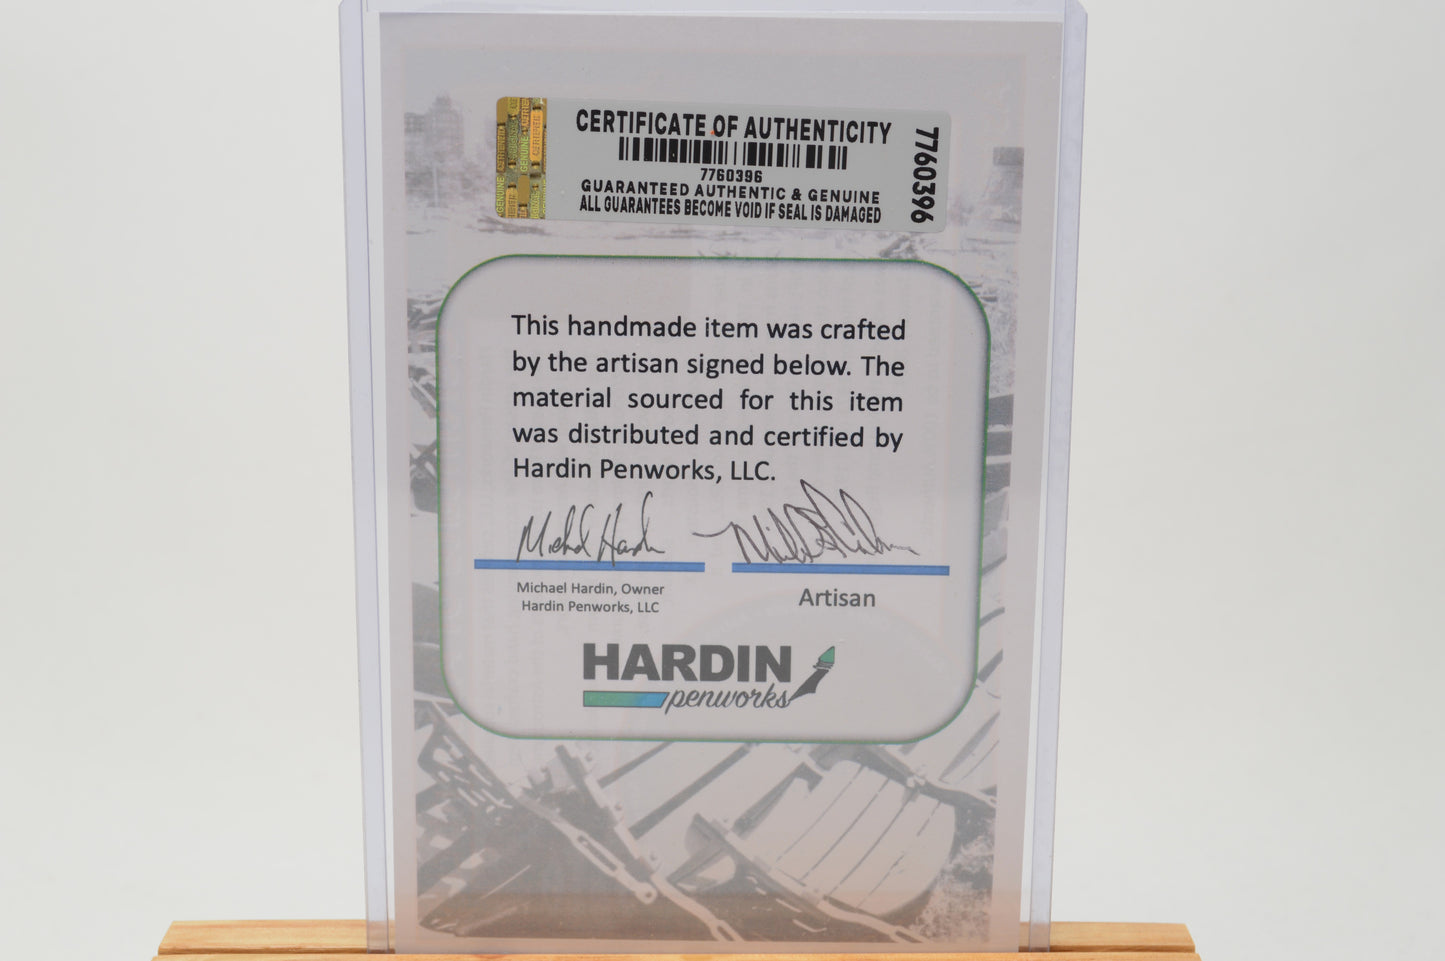 CERTIFICATE OF AUTHENTICITY
7760396
7760396
GUARANTEED AUTHENTIC & GENUINE
ALL GUARANTEES BECOME VOID IF SEAL IS DAMAGED
This handmade item was crafted
by the artisan signed below. The
material sourced for this item
was distributed and certified by
Hardin Penworks, LLC.
Michael Hardin
Michael Hardin, Owner
Hardin Penworks, LLC
Artisan
HARDIN
penworks